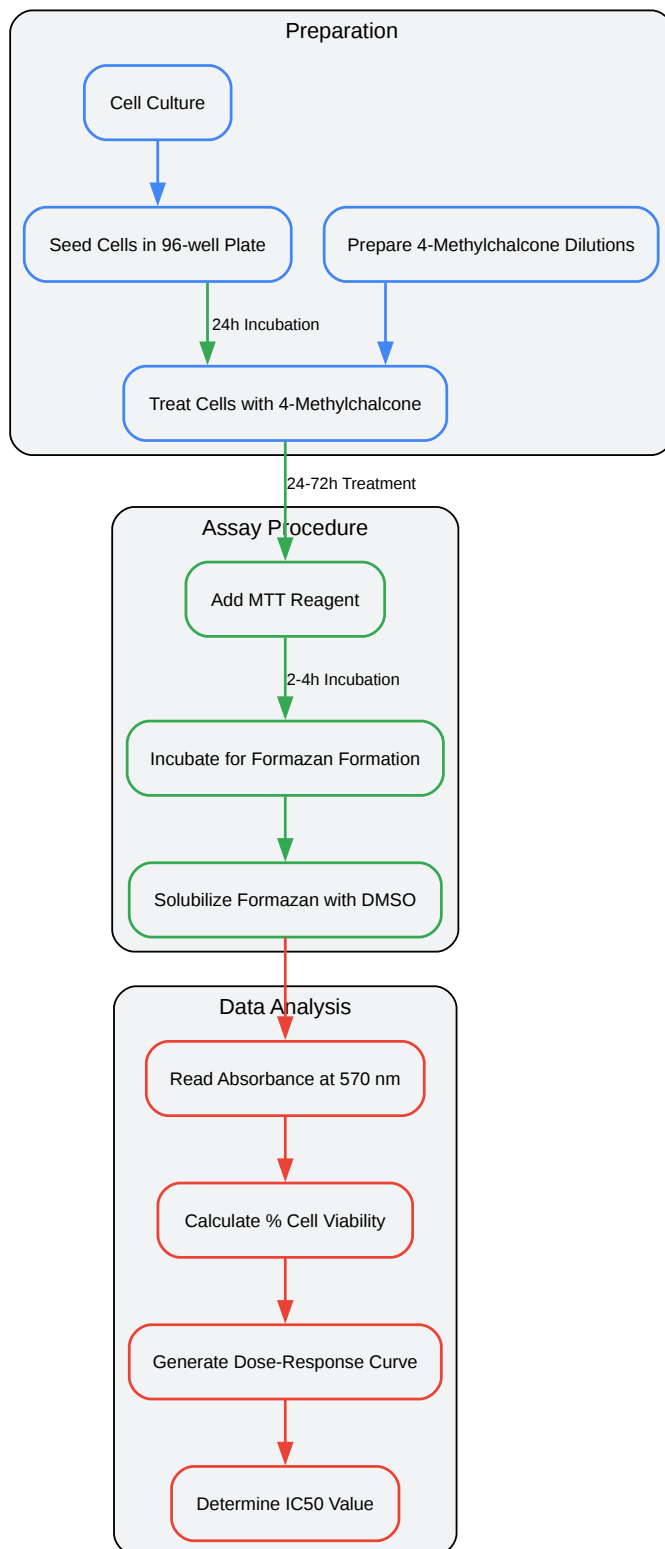 Preparation
Cell Culture
Seed Cells in 96-well Plate
Prepare 4-Methylchalcone Dilutions
24h Incubation
Treat Cells with 4-Methylchalcone
24-72h Treatment
Assay Procedure
Add MTT Reagent
2-4h Incubation
Incubate for Formazan Formation
Solubilize Formazan with DMSO
Data Analysis
Read Absorbance at 570 nm
Calculate % Cell Viability
Generate Dose-Response Curve
Determine IC50 Value